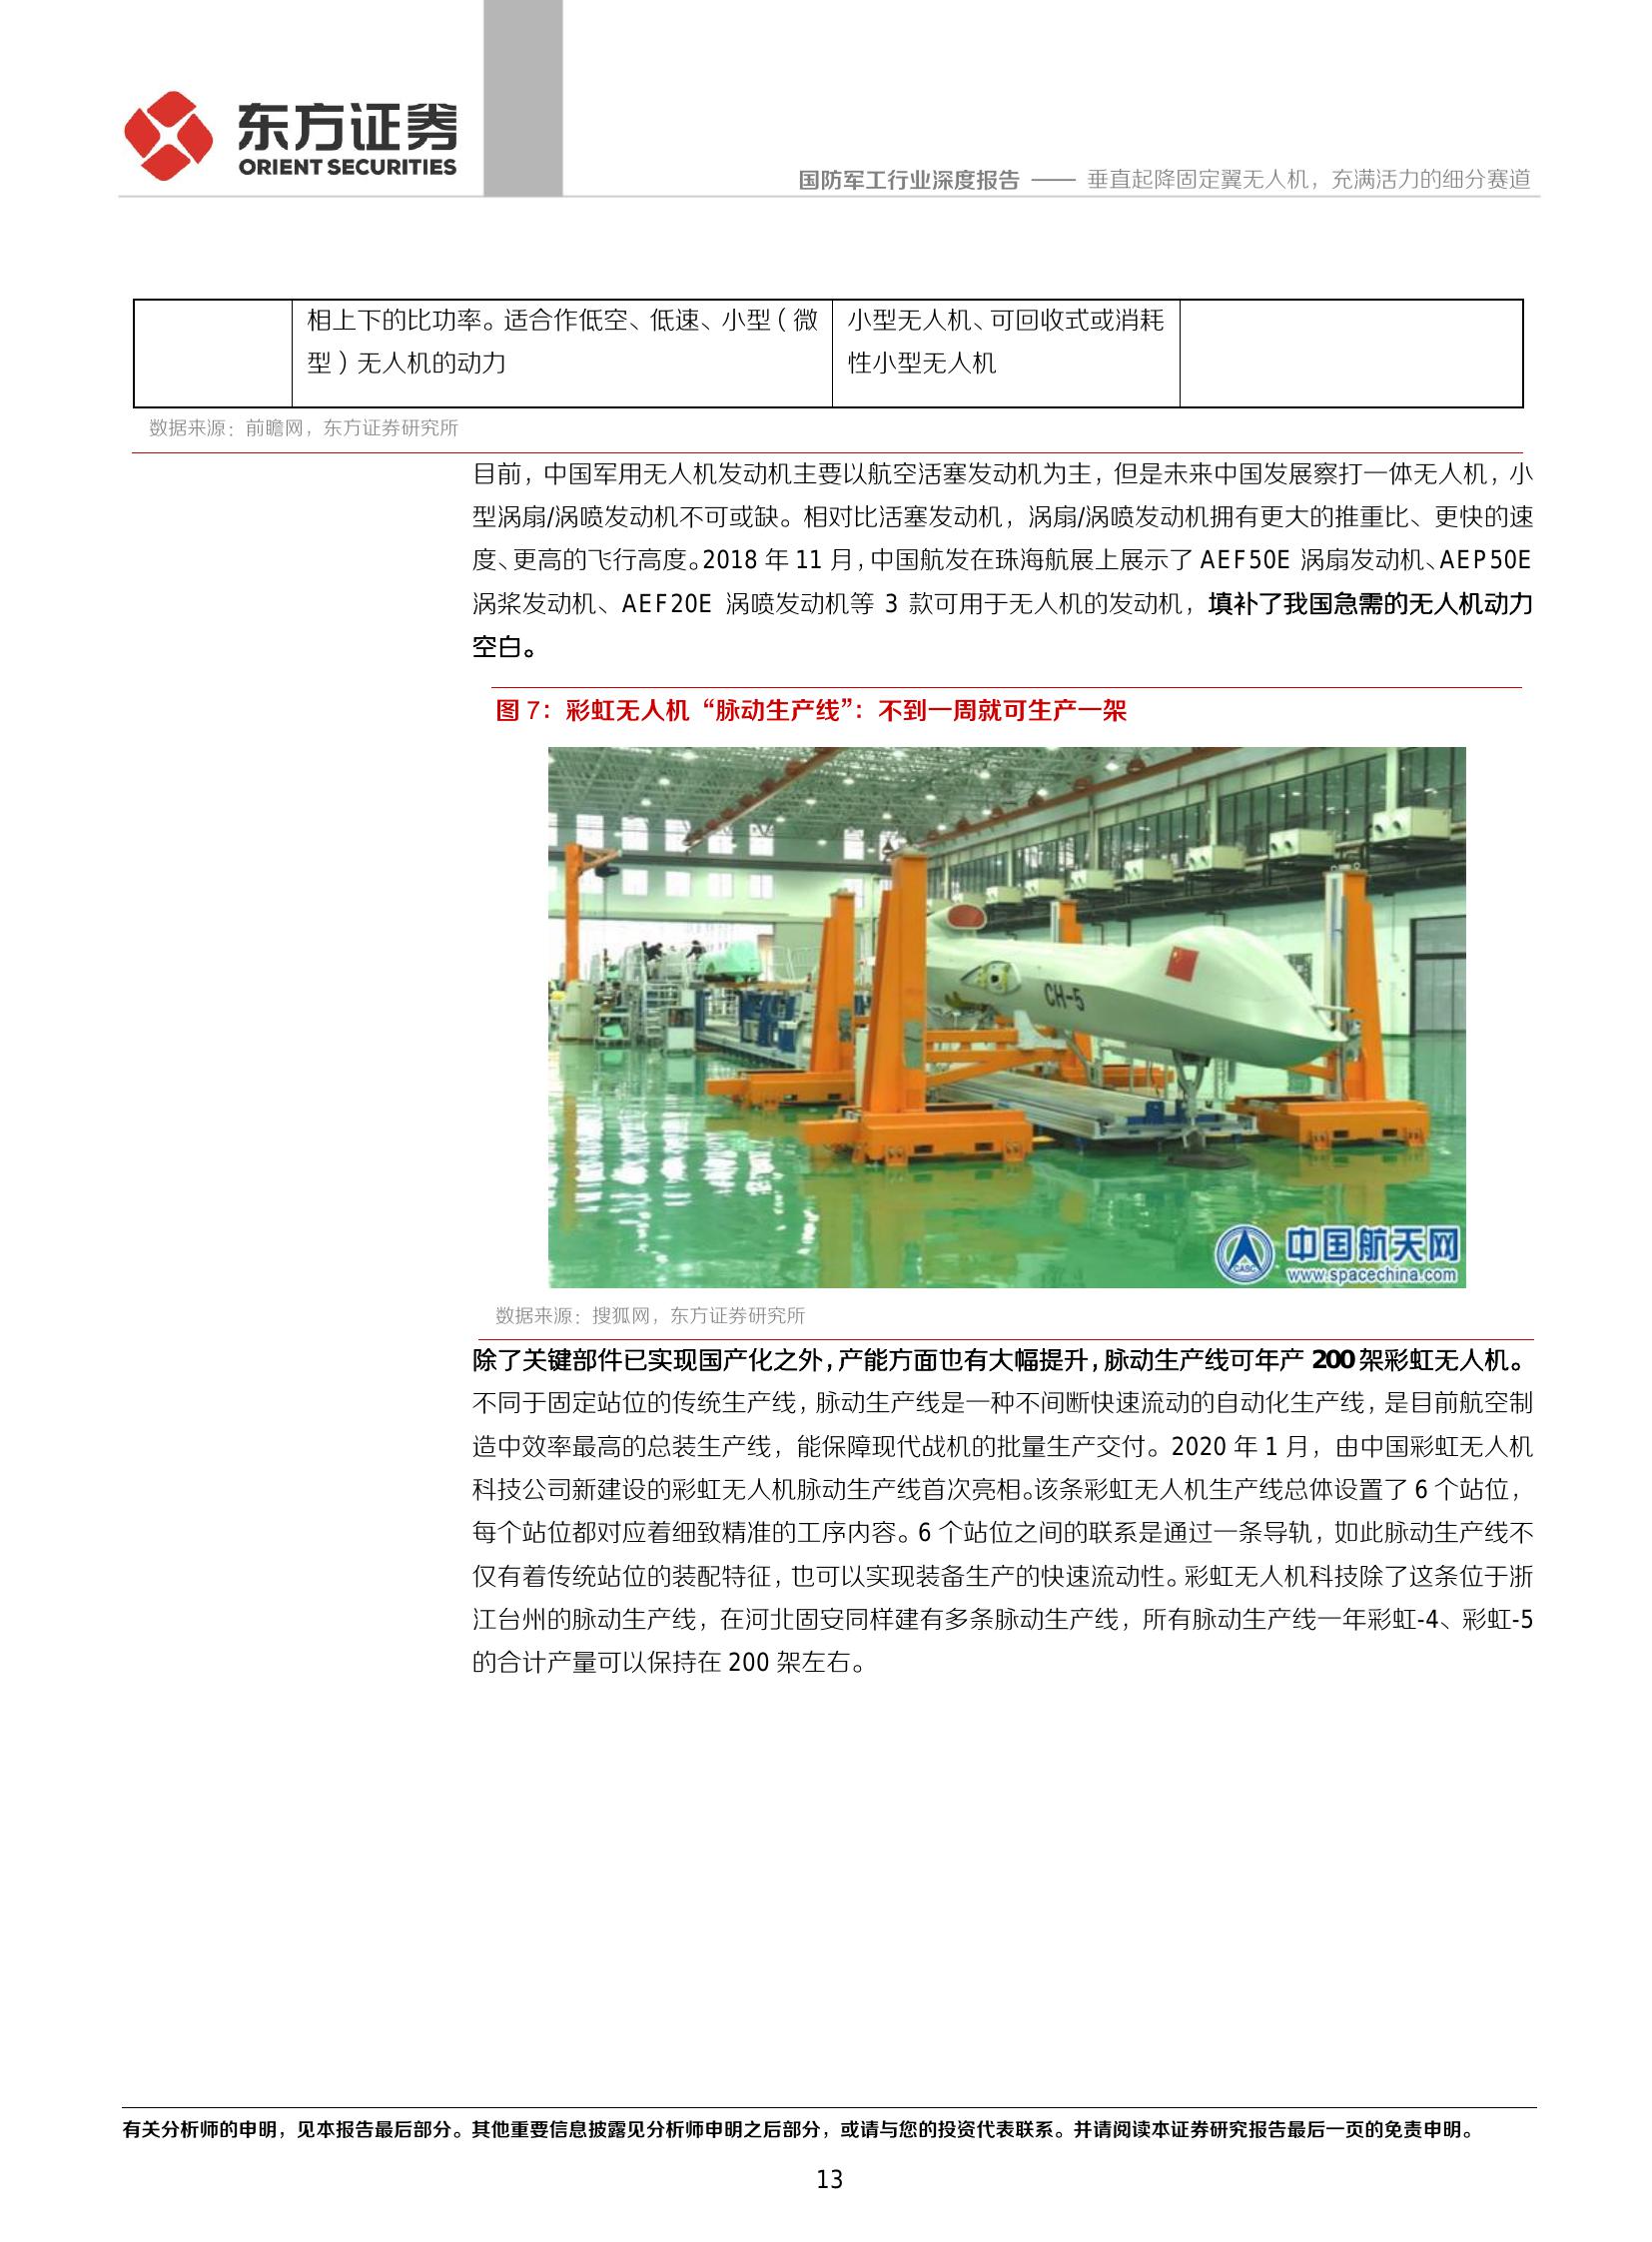 东方证券
ORIENT SECURITIES
国防军工行业深度报告 —— 垂直起降固定翼无人机，充满活力的细分赛道
相上下的比功率。适合作低空、低速、小型（微
型）无人机的动力
小型无人机、可回收式或消耗
性小型无人机
数据来源：前瞻网，东方证券研究所
目前，中国军用无人机发动机主要以航空活塞发动机为主，但是未来中国发展察打一体无人机，小
型涡扇/涡喷发动机不可或缺。相对比活塞发动机，涡扇/涡喷发动机拥有更大的推重比、更快的速
度、更高的飞行高度。2018 年 11 月，中国航发在珠海航展上展示了 AEF50E 涡扇发动机、AEP50E
涡桨发动机、AEF20E 涡喷发动机等 3 款可用于无人机的发动机，填补了我国急需的无人机动力
空白。
图 7：彩虹无人机“脉动生产线”：不到一周就可生产一架
CH-5
CASC
中国航天网
www.spacechina.com
数据来源：搜狐网，东方证券研究所
除了关键部件已实现国产化之外，产能方面也有大幅提升，脉动生产线可年产 200 架彩虹无人机。
不同于固定站位的传统生产线，脉动生产线是一种不间断快速流动的自动化生产线，是目前航空制
造中效率最高的总装生产线，能保障现代战机的批量生产交付。2020 年 1 月，由中国彩虹无人机
科技公司新建设的彩虹无人机脉动生产线首次亮相。该条彩虹无人机生产线总体设置了 6 个站位，
每个站位都对应着细致精准的工序内容。6 个站位之间的联系是通过一条导轨，如此脉动生产线不
仅有着传统站位的装配特征，也可以实现装备生产的快速流动性。彩虹无人机科技除了这条位于浙
江台州的脉动生产线，在河北固安同样建有多条脉动生产线，所有脉动生产线一年彩虹-4、彩虹-5
的合计产量可以保持在 200 架左右。
有关分析师的申明，见本报告最后部分。其他重要信息披露见分析师申明之后部分，或请与您的投资代表联系。并请阅读本证券研究报告最后一页的免责申明。
13